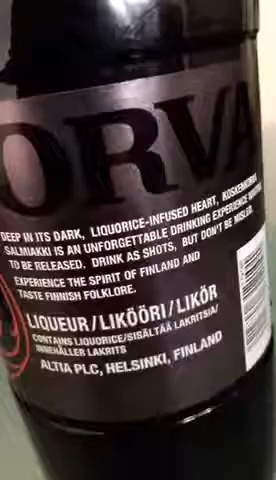 ORVA
DEEP IN ITS DARK, LIQUORICE-INFUSED HEART, KOSKENKORVA
SALMIAKKI IS AN UNFORGETTABLE DRINKING EXPERIENCE WAITING
TO BE RELEASED. DRINK AS SHOTS, BUT DON'T BE MISLED.
EXPERIENCE THE SPIRIT OF FINLAND AND
TASTE FINNISH FOLKLORE.
LIQUEUR/LIKÖÖRI/LIKÖR
CONTAINS LIQUORICE/SISÄLTÄÄ LAKRITSIA/
INNEHÅLLER LAKRITS
ALTIA PLC, HELSINKI, FINLAND